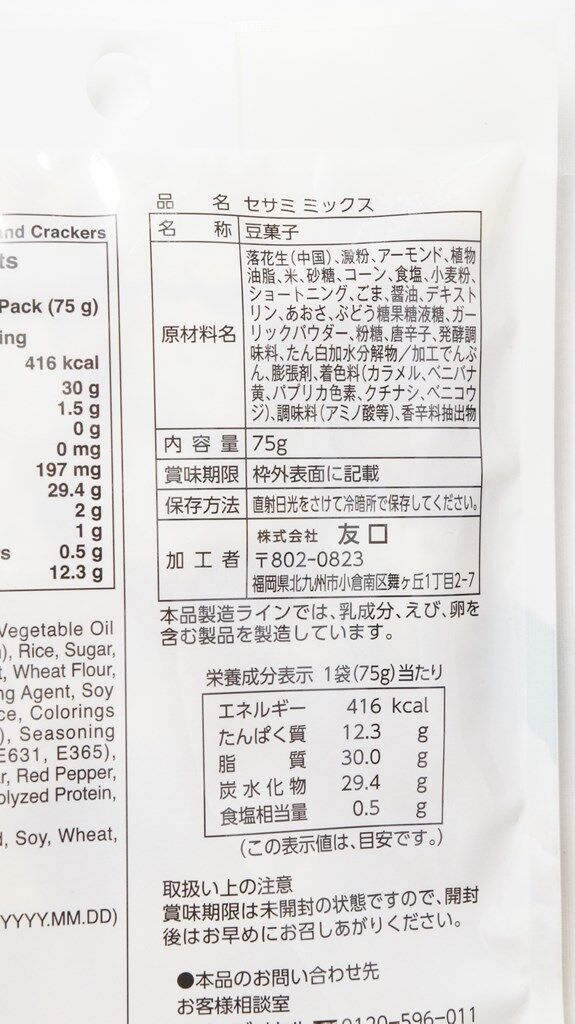 nd Crackers
ts
Pack (75 g)
ing
416 kcal
30 g
1.5 g
0 g
0 mg
197 mg
29.4 g
2 g
1 g
s 0.5 g
12.3 g
Vegetable Oil
), Rice, Sugar,
t, Wheat Flour,
ng Agent, Soy
ce, Colorings
), Seasoning
E631, E365),
r, Red Pepper,
olyzed Protein,
d, Soy, Wheat,
YYYY.MM.DD)
品名 セサミミックス
名称 豆菓子
原材料名 落花生(中国)、澱粉、アーモンド、植物
油脂、米、砂糖、コーン、食塩、小麦粉、
ショートニング、ごま、醤油、デキスト
リン、あおさ、ぶどう糖果糖液糖、ガー
リックパウダー、粉糖、唐辛子、発酵調
味料、たん白加水分解物/加工でんぷ
ん、膨張剤、着色料(カラメル、ベニバナ
黄、パプリカ色素、クチナシ、ベニコウ
ジ)、調味料(アミノ酸等)、香辛料抽出物
内容量 75g
賞味期限 枠外表面に記載
保存方法 直射日光をさけて冷暗所で保存してください。
加工者 株式会社 友口
〒802-0823
福岡県北九州市小倉南区舞ヶ丘1丁目2-7
本品製造ラインでは、乳成分、えび、卵を
含む製品を製造しています。
栄養成分表示 1袋(75g)当たり
エネルギー 416 kcal
たんぱく質 12.3 g
脂質 30.0 g
炭水化物 29.4 g
食塩相当量 0.5 g
(この表示値は、目安です。)
取扱い上の注意
賞味期限は未開封の状態ですので、開封
後はお早めにお召しあがりください。
●本品のお問い合わせ先
お客様相談室
0120-596-011